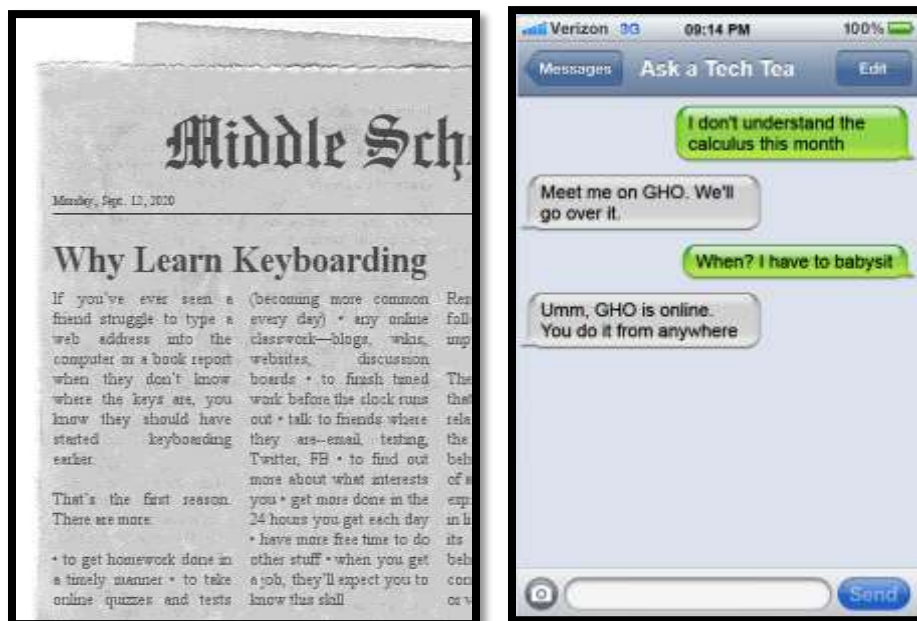 Middle Sch
Monday, Sept. 12, 2020
Why Learn Keyboarding
If you've ever seen a
friend struggle to type a
web address into the
computer or a book report
when they don't know
where the keys are, you
know they should have
started keyboarding
earlier.
That's the first reason.
There are more:
• to get homework done in
a timely manner • to take
online quizzes and tests
(becoming more common
every day) • any online
classwork—blogs, wikis,
websites, discussion
boards • to finish timed
work before the clock runs
out • talk to friends where
they are--email, texting,
Twitter, FB • to find out
more about what interests
you • get more done in the
24 hours you get each day
• have more free time to do
other stuff • when you get
a job, they'll expect you to
know this skill
The
the
of
in
its
or
Verizon 3G 09:14 PM 100%
Messages Ask a Tech Tea Edit
I don't understand the
calculus this month
Meet me on GHO. We'll
go over it.
When? I have to babysit
Umm, GHO is online.
You do it from anywhere
Send